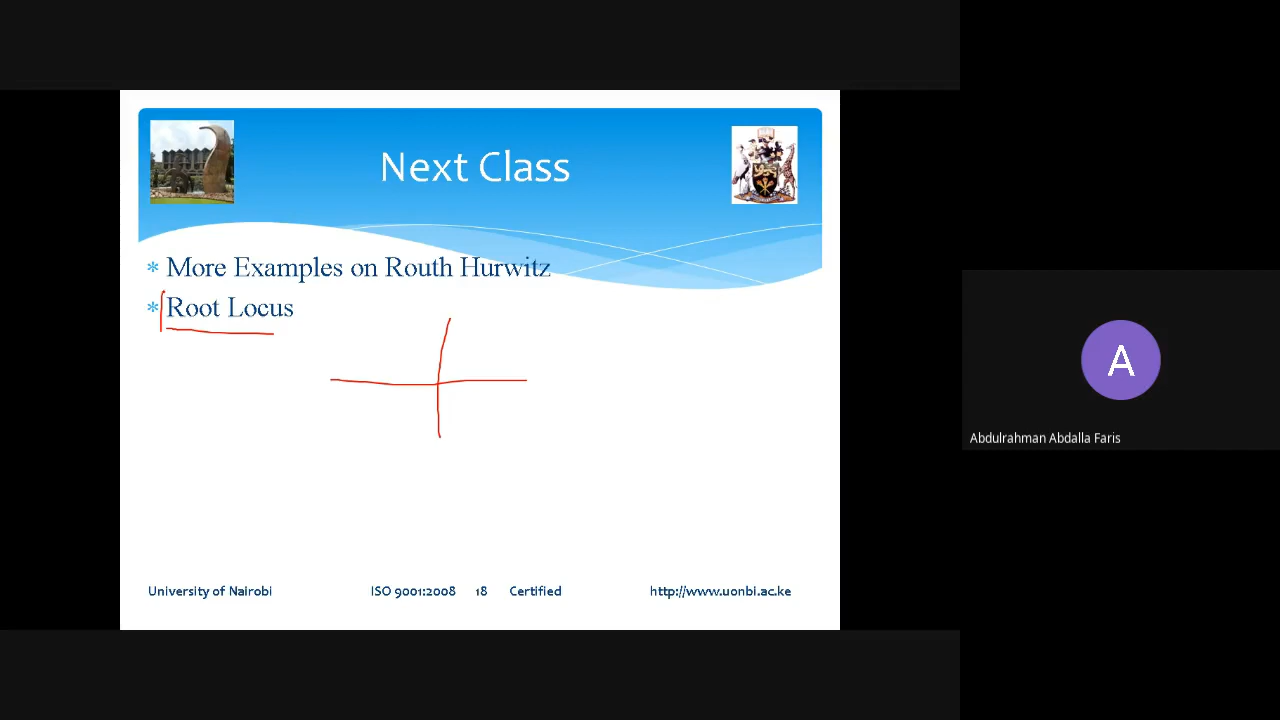 Next Class
* More Examples on Routh Hurwitz
* Root Locus
A
Abdulrahman Abdalla Faris
University of Nairobi ISO 9001:2008 18 Certified http://www.uonbi.ac.ke